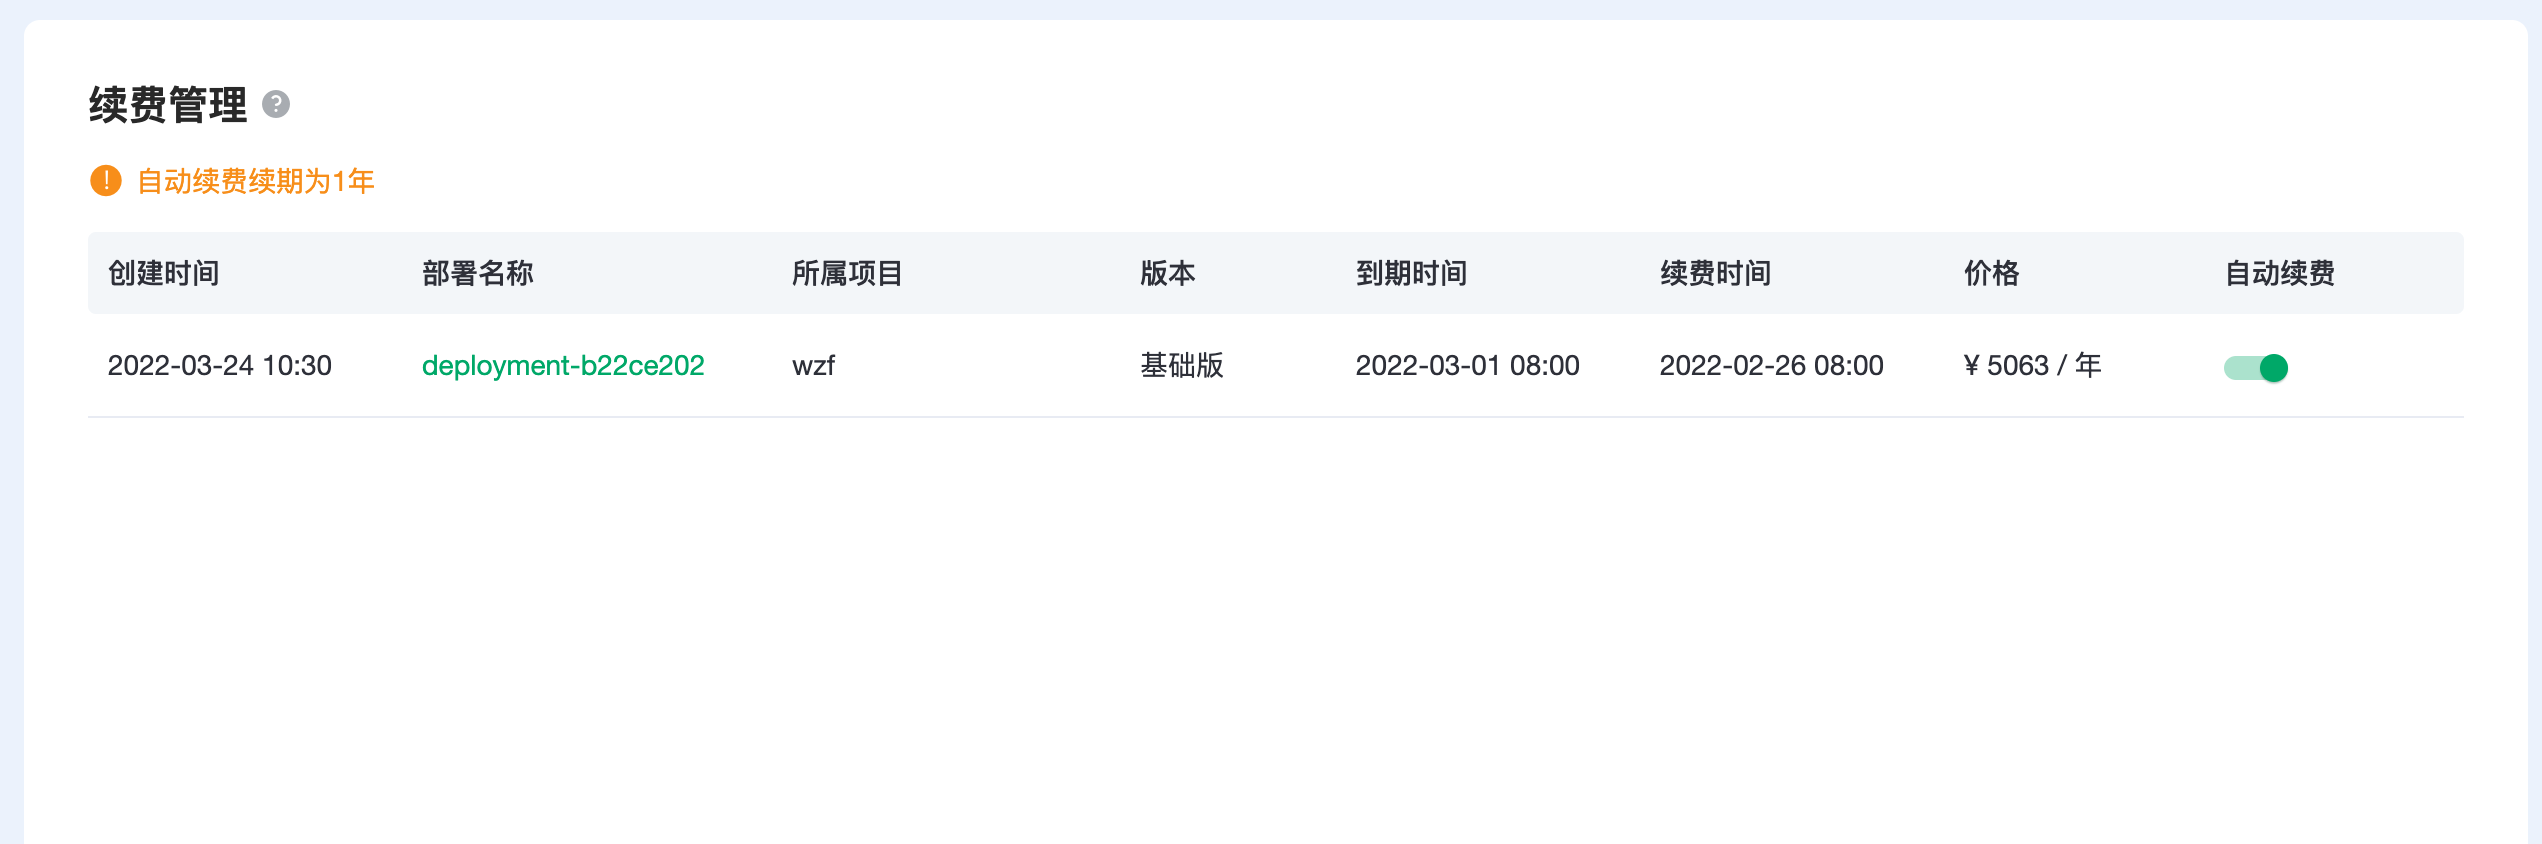 续费管理 ?
! 自动续费续期为1年
创建时间 部署名称 所属项目 版本 到期时间 续费时间 价格 自动续费
2022-03-24 10:30 deployment-b22ce202 wzf 基础版 2022-03-01 08:00 2022-02-26 08:00 ¥ 5063 / 年